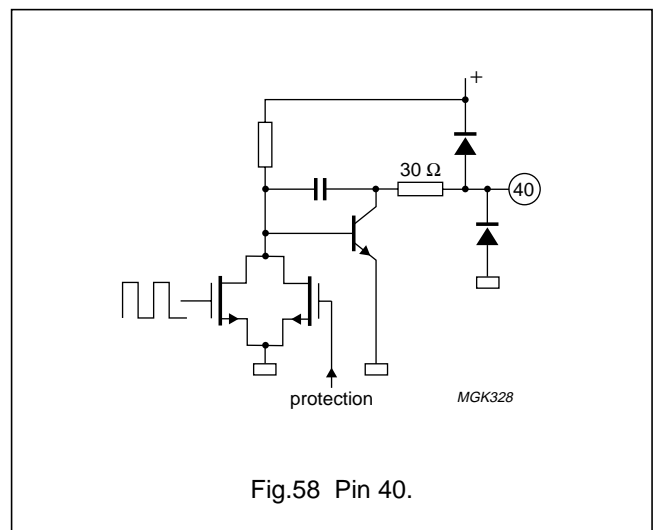 +
30 Ω
40
protection
MGK328
Fig.58 Pin 40.